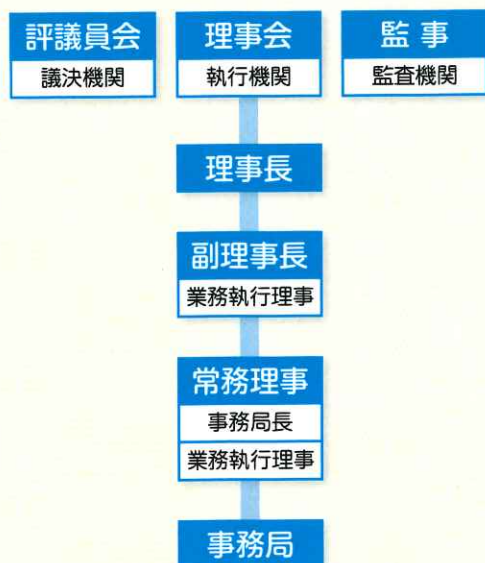 評議員会
議決機関
理事会
執行機関
監事
監査機関
理事長
副理事長
業務執行理事
常務理事
事務局長
業務執行理事
事務局